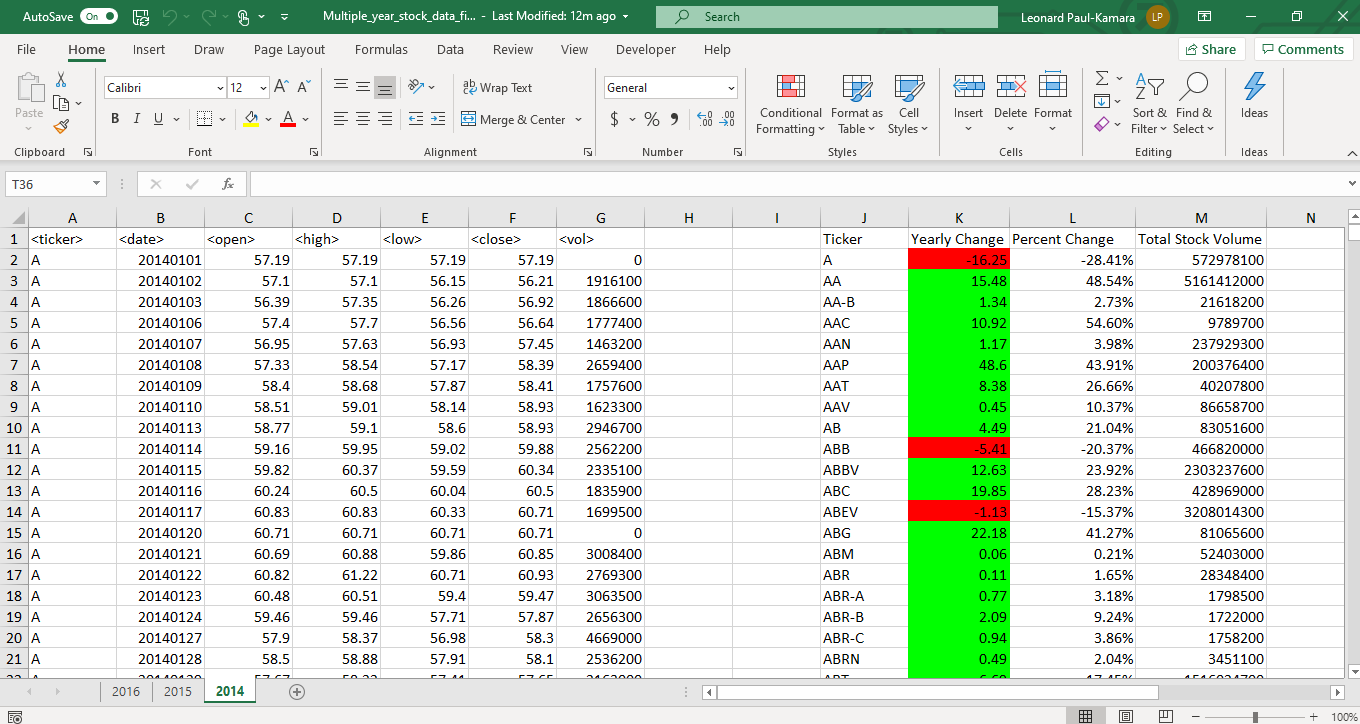 AutoSave On Multiple_year_stock_data_fi... - Last Modified: 12m ago Search Leonard Paul-Kamara LP
File Home Insert Draw Page Layout Formulas Data Review View Developer Help Share Comments
Paste
Clipboard
Calibri 12 A A
B I U A
Font
Wrap Text
Merge & Center
Alignment
General
$ % 9 .00 .00
Number
Conditional Formatting
Format as Table
Cell Styles
Styles
Insert Delete Format
Cells
Sort & Filter
Find & Select
Editing
Ideas
Ideas
T36 fx
A B C D E F G H I J K L M N
1 <ticker> <date> <open> <high> <low> <close> <vol> Ticker Yearly Change Percent Change Total Stock Volume
2 A 20140101 57.19 57.19 57.19 57.19 0 A -16.25 -28.41% 572978100
3 A 20140102 57.1 57.1 56.15 56.21 1916100 AA 15.48 48.54% 5161412000
4 A 20140103 56.39 57.35 56.26 56.92 1866600 AA-B 1.34 2.73% 21618200
5 A 20140106 57.4 57.7 56.56 56.64 1777400 AAC 10.92 54.60% 9789700
6 A 20140107 56.95 57.63 56.93 57.45 1463200 AAN 1.17 3.98% 237929300
7 A 20140108 57.33 58.54 57.17 58.39 2659400 AAP 48.6 43.91% 200376400
8 A 20140109 58.4 58.68 57.87 58.41 1757600 AAT 8.38 26.66% 40207800
9 A 20140110 58.51 59.01 58.14 58.93 1623300 AAV 0.45 10.37% 86658700
10 A 20140113 58.77 59.1 58.6 58.93 2946700 AB 4.49 21.04% 83051600
11 A 20140114 59.16 59.95 59.02 59.88 2562200 ABB -5.41 -20.37% 466820000
12 A 20140115 59.82 60.37 59.59 60.34 2335100 ABBV 12.63 23.92% 2303237600
13 A 20140116 60.24 60.5 60.04 60.5 1835900 ABC 19.85 28.23% 428969000
14 A 20140117 60.83 60.83 60.33 60.71 1699500 ABEV -1.13 -15.37% 3208014300
15 A 20140120 60.71 60.71 60.71 60.71 0 ABG 22.18 41.27% 81065600
16 A 20140121 60.69 60.88 59.86 60.85 3008400 ABM 0.06 0.21% 52403000
17 A 20140122 60.82 61.22 60.71 60.93 2769300 ABR 0.11 1.65% 28348400
18 A 20140123 60.48 60.51 59.4 59.47 3063500 ABR-A 0.77 3.18% 1798500
19 A 20140124 59.46 59.46 57.71 57.87 2656300 ABR-B 2.09 9.24% 1722000
20 A 20140127 57.9 58.37 56.98 58.3 4669000 ABR-C 0.94 3.86% 1758200
21 A 20140128 58.5 58.88 57.91 58.1 2536200 ABRN 0.49 2.04% 3451100
2016 2015 2014
100%